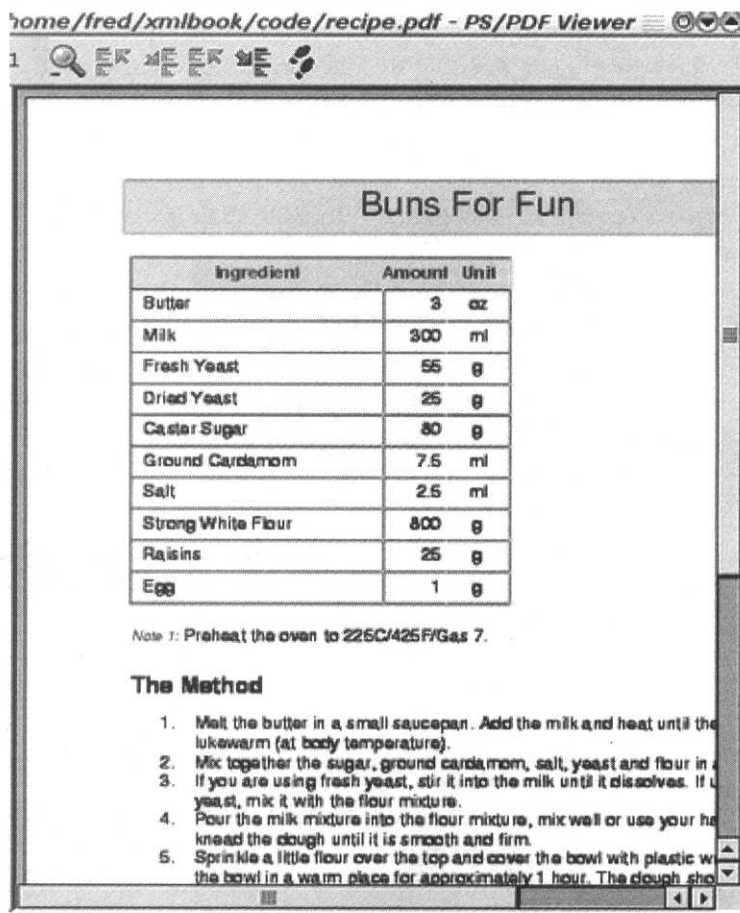 home/fred/xmlbook/code/recipe.pdf - PS/PDF Viewer
1
Buns For Fun
Ingredient Amount Unit
Butter 3 oz
Milk 300 ml
Fresh Yeast 55 g
Dried Yeast 25 g
Caster Sugar 80 g
Ground Cardamom 7.5 ml
Salt 2.5 ml
Strong White Flour 800 g
Raisins 25 g
Egg 1 g
Note 1: Preheat the oven to 225C/425F/Gas 7.
The Method
1. Melt the butter in a small saucepan. Add the milk and heat until the
lukewarm (at body temperature).
2. Mix together the sugar, ground cardamom, salt, yeast and flour in
3. If you are using fresh yeast, stir it into the milk until it dissolves. If
yeast, mix it with the flour mixture.
4. Pour the milk mixture into the flour mixture, mix well or use your
knead the dough until it is smooth and firm.
5. Sprinkle a little flour over the top and cover the bowl with plastic
the bowl in a warm place for approximately 1 hour. The dough